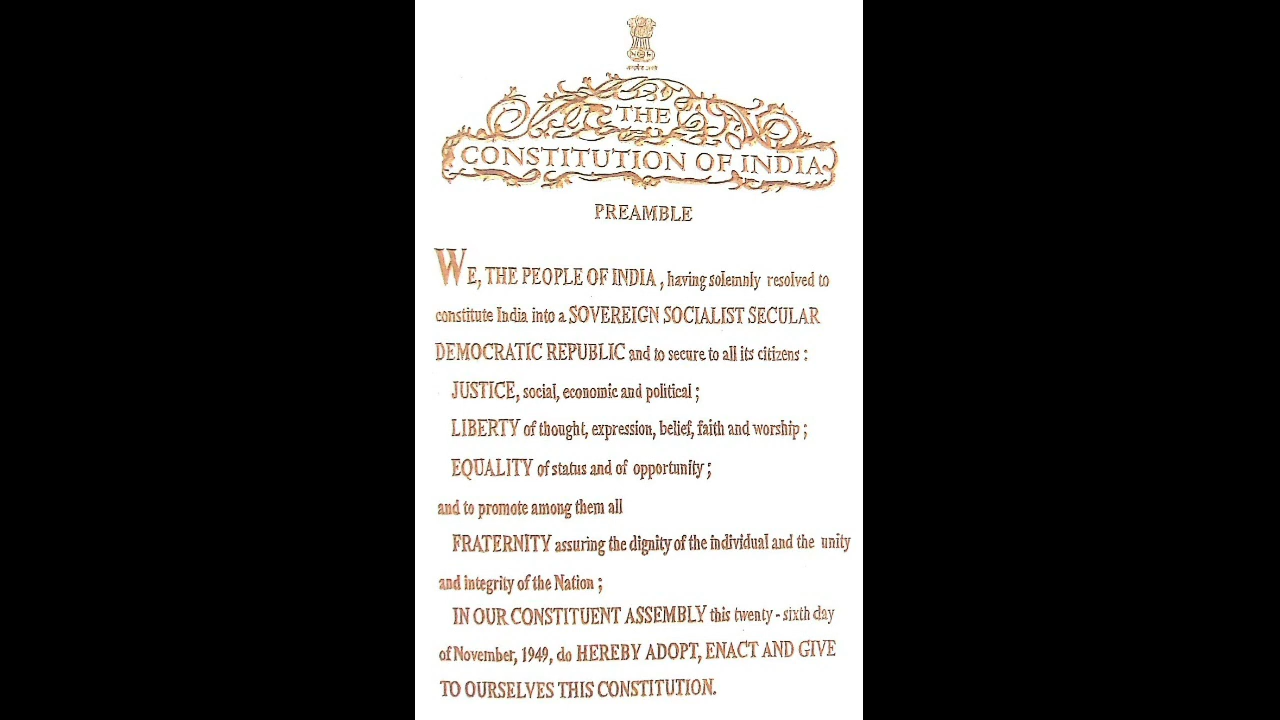 THE
CONSTITUTION OF INDIA
PREAMBLE
WE, THE PEOPLE OF INDIA , having solemnly resolved to
constitute India into a SOVEREIGN SOCIALIST SECULAR
DEMOCRATIC REPUBLIC and to secure to all its citizens :
JUSTICE, social, economic and political ;
LIBERTY of thought, expression, belief, faith and worship ;
EQUALITY of status and of opportunity ;
and to promote among them all
FRATERNITY assuring the dignity of the individual and the unity
and integrity of the Nation ;
IN OUR CONSTITUENT ASSEMBLY this twenty - sixth day
of November, 1949, do HEREBY ADOPT, ENACT AND GIVE
TO OURSELVES THIS CONSTITUTION.